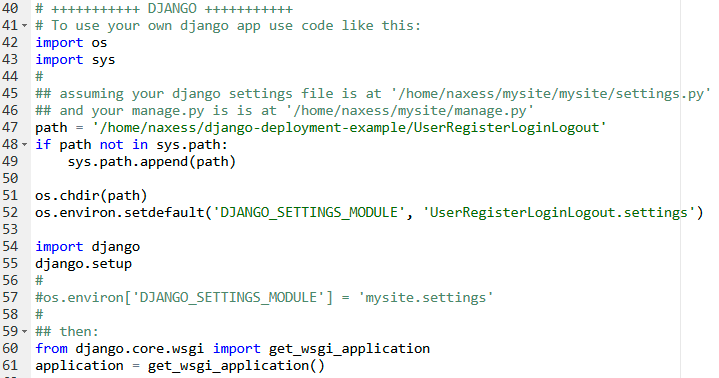 40 # +++++++++++ DJANGO +++++++++++
41 # To use your own django app use code like this:
42 import os
43 import sys
44 #
45 ## assuming your django settings file is at '/home/naxess/mysite/mysite/settings.py'
46 ## and your manage.py is is at '/home/naxess/mysite/manage.py'
47 path = '/home/naxess/django-deployment-example/UserRegisterLoginLogout'
48 if path not in sys.path:
49     sys.path.append(path)
50
51 os.chdir(path)
52 os.environ.setdefault('DJANGO_SETTINGS_MODULE', 'UserRegisterLoginLogout.settings')
53
54 import django
55 django.setup
56 #
57 #os.environ['DJANGO_SETTINGS_MODULE'] = 'mysite.settings'
58 #
59 ## then:
60 from django.core.wsgi import get_wsgi_application
61 application = get_wsgi_application()